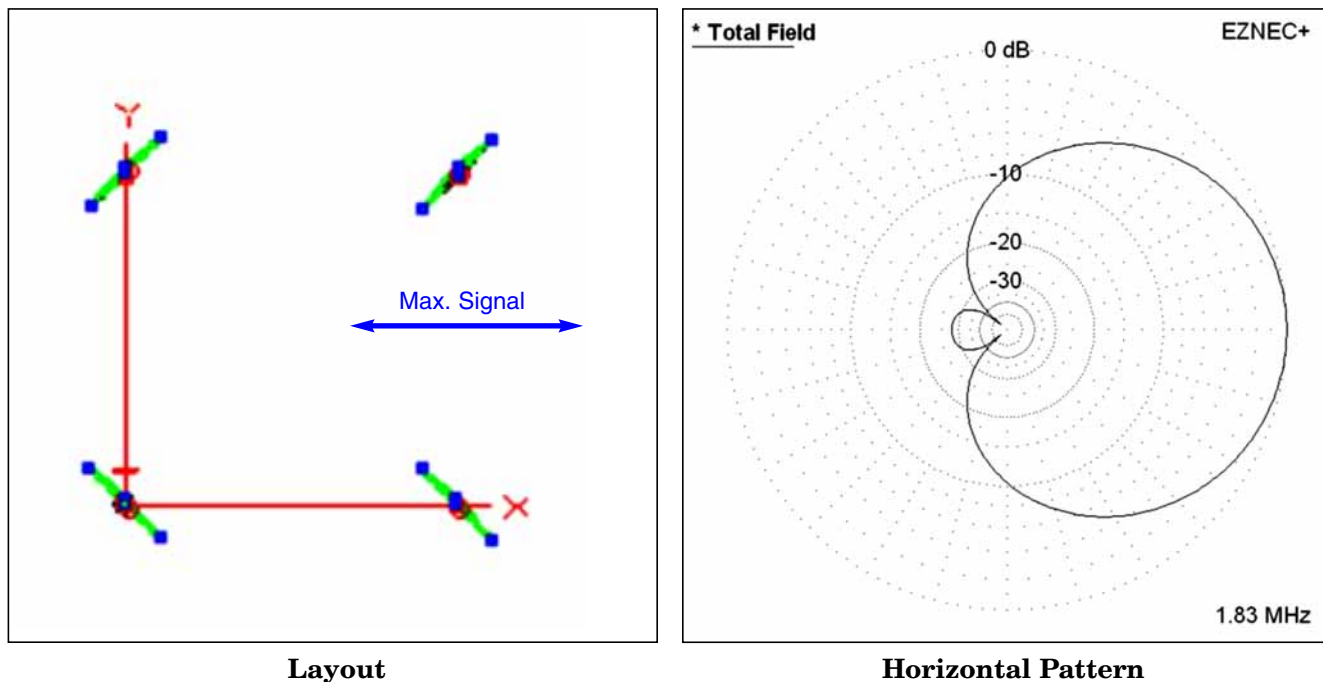 Y
Max. Signal
X
Layout
* Total Field
EZNEC+
0 dB
-10
-20
-30
1.83 MHz
Horizontal Pattern